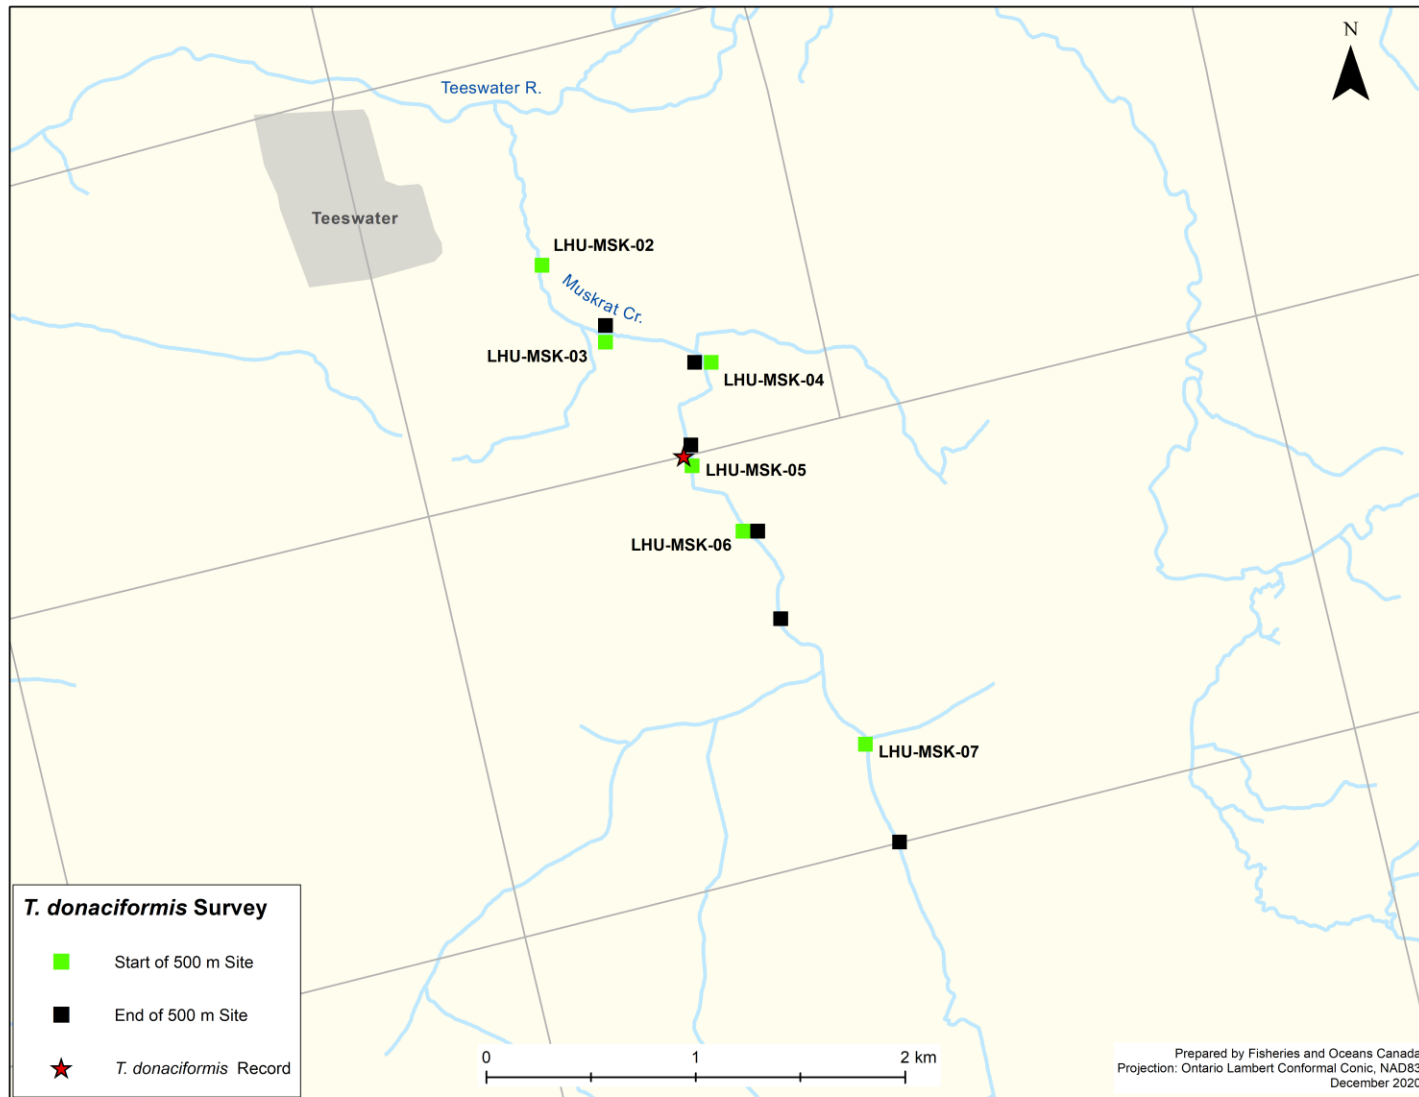 N
Teeswater R.
Teeswater
LHU-MSK-02
Muskrat Cr.
LHU-MSK-03
LHU-MSK-04
LHU-MSK-05
LHU-MSK-06
LHU-MSK-07
T. donaciformis Survey
Start of 500 m Site
End of 500 m Site
T. donaciformis Record
0 1 2 km
Prepared by Fisheries and Oceans Canada
Projection: Ontario Lambert Conformal Conic, NAD83
December 2020